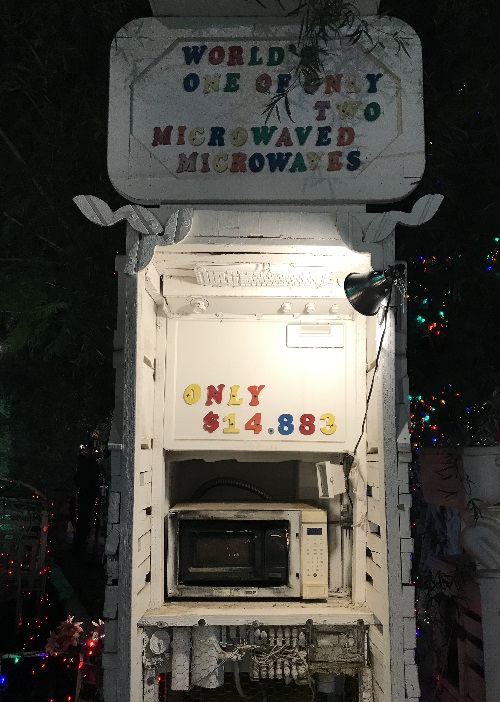 WORLD'S
ONE OF ONLY
TWO
MICROWAVED
MICROWAVES
ONLY
$14.883